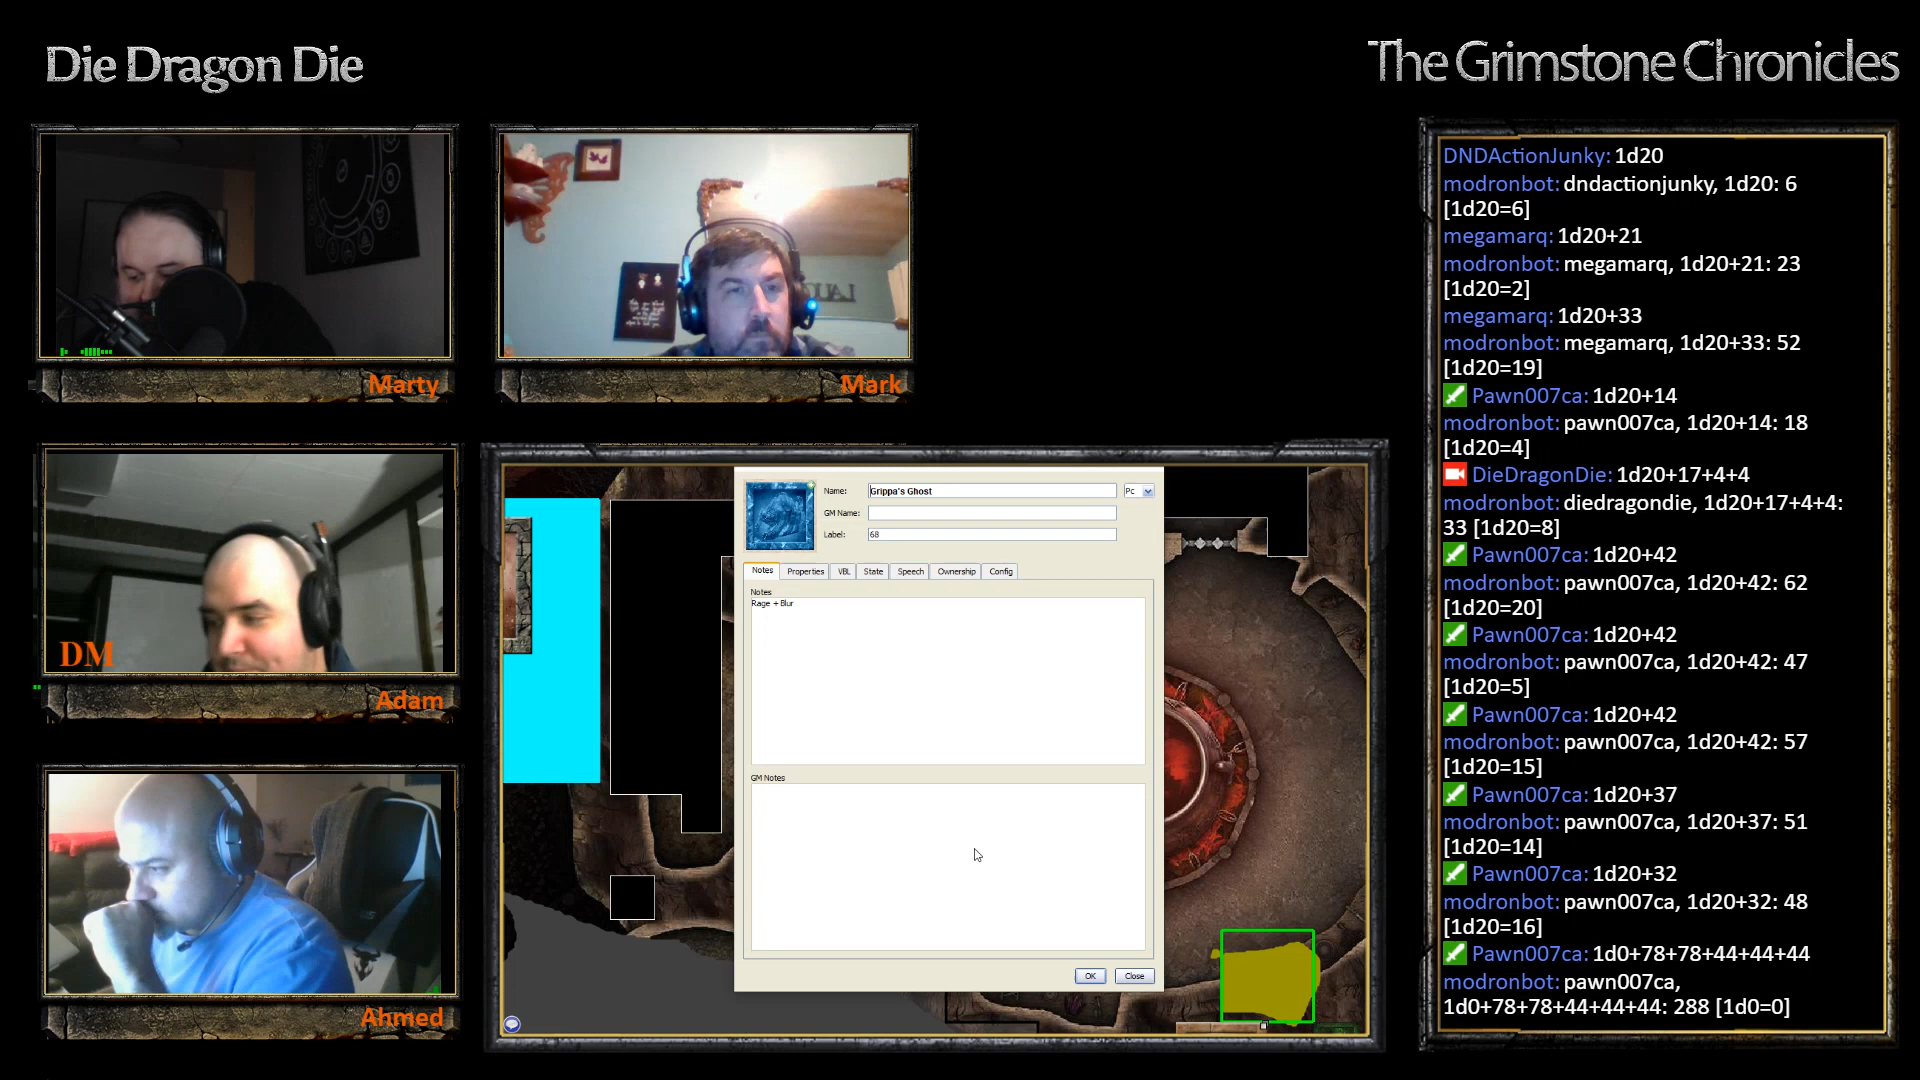 Die Dragon Die
The Grimstone Chronicles
Marty
Mark
DM
Adam
Ahmed
Name:
Grippa's Ghost
Pc
GM Name:
Label:
68
Notes
Properties
VBL
State
Speech
Ownership
Config
Notes
Rage + Blur
GM Notes
OK
Close
DNDActionJunky: 1d20
modronbot: dndactionjunky, 1d20: 6
[1d20=6]
megamarq: 1d20+21
modronbot: megamarq, 1d20+21: 23
[1d20=2]
megamarq: 1d20+33
modronbot: megamarq, 1d20+33: 52
[1d20=19]
Pawn007ca: 1d20+14
modronbot: pawn007ca, 1d20+14: 18
[1d20=4]
DieDragonDie: 1d20+17+4+4
modronbot: diedragondie, 1d20+17+4+4:
33 [1d20=8]
Pawn007ca: 1d20+42
modronbot: pawn007ca, 1d20+42: 62
[1d20=20]
Pawn007ca: 1d20+42
modronbot: pawn007ca, 1d20+42: 47
[1d20=5]
Pawn007ca: 1d20+42
modronbot: pawn007ca, 1d20+42: 57
[1d20=15]
Pawn007ca: 1d20+37
modronbot: pawn007ca, 1d20+37: 51
[1d20=14]
Pawn007ca: 1d20+32
modronbot: pawn007ca, 1d20+32: 48
[1d20=16]
Pawn007ca: 1d0+78+78+44+44+44
modronbot: pawn007ca,
1d0+78+78+44+44+44: 288 [1d0=0]